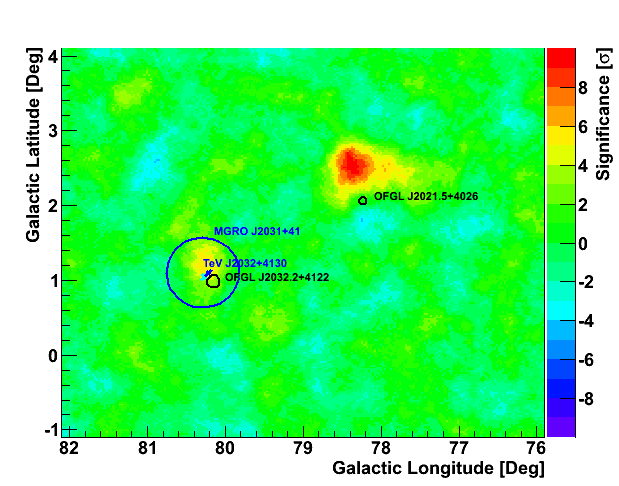 Galactic Latitude [Deg]
4
3
2
1
0
-1
OFGL J2021.5+4026
MGRO J2031+41
TeV J2032+4130
OFGL J2032.2+4122
82 81 80 79 78 77 76
Galactic Longitude [Deg]
Significance [σ]
8
6
4
2
0
-2
-4
-6
-8